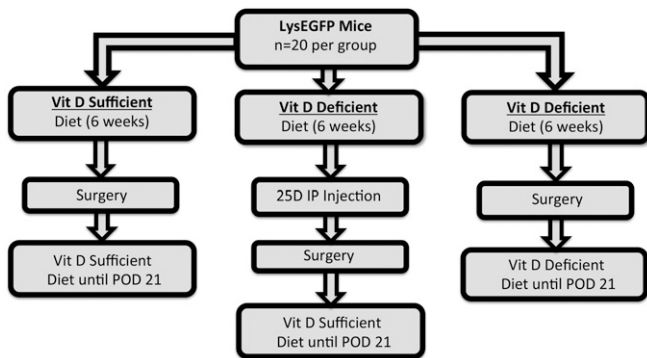 LysEGFP Mice
n=20 per group
Vit D Sufficient
Diet (6 weeks)
Surgery
Vit D Sufficient
Diet until POD 21
Vit D Deficient
Diet (6 weeks)
25D IP Injection
Surgery
Vit D Sufficient
Diet until POD 21
Vit D Deficient
Diet (6 weeks)
Surgery
Vit D Deficient
Diet until POD 21